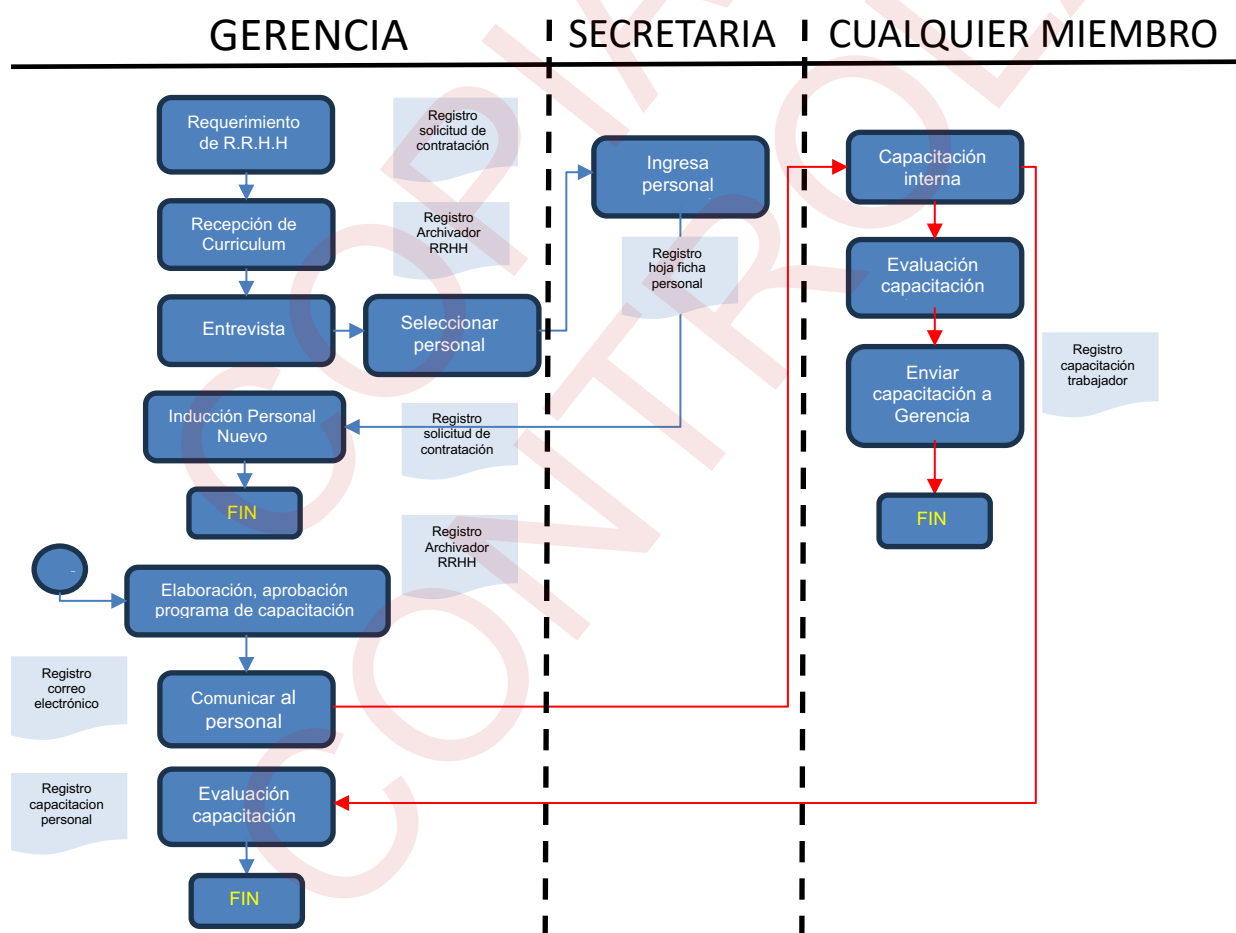 GERENCIA
SECRETARIA
CUALQUIER MIEMBRO
Requerimiento
de R.R.H.H
Registro
solicitud de
contratación
Recepción de
Curriculum
Registro
Archivador
RRHH
Entrevista
Seleccionar
personal
Ingresa
personal
Registro
hoja ficha
personal
Inducción Personal
Nuevo
Registro
solicitud de
contratación
FIN
Registro
Archivador
RRHH
Elaboración, aprobación
programa de capacitación
Registro
correo
electrónico
Comunicar al
personal
Registro
capacitacion
personal
Evaluación
capacitación
FIN
Capacitación
interna
Evaluación
capacitación
Enviar
capacitación a
Gerencia
Registro
capacitación
trabajador
FIN
COPIA
CONTROL